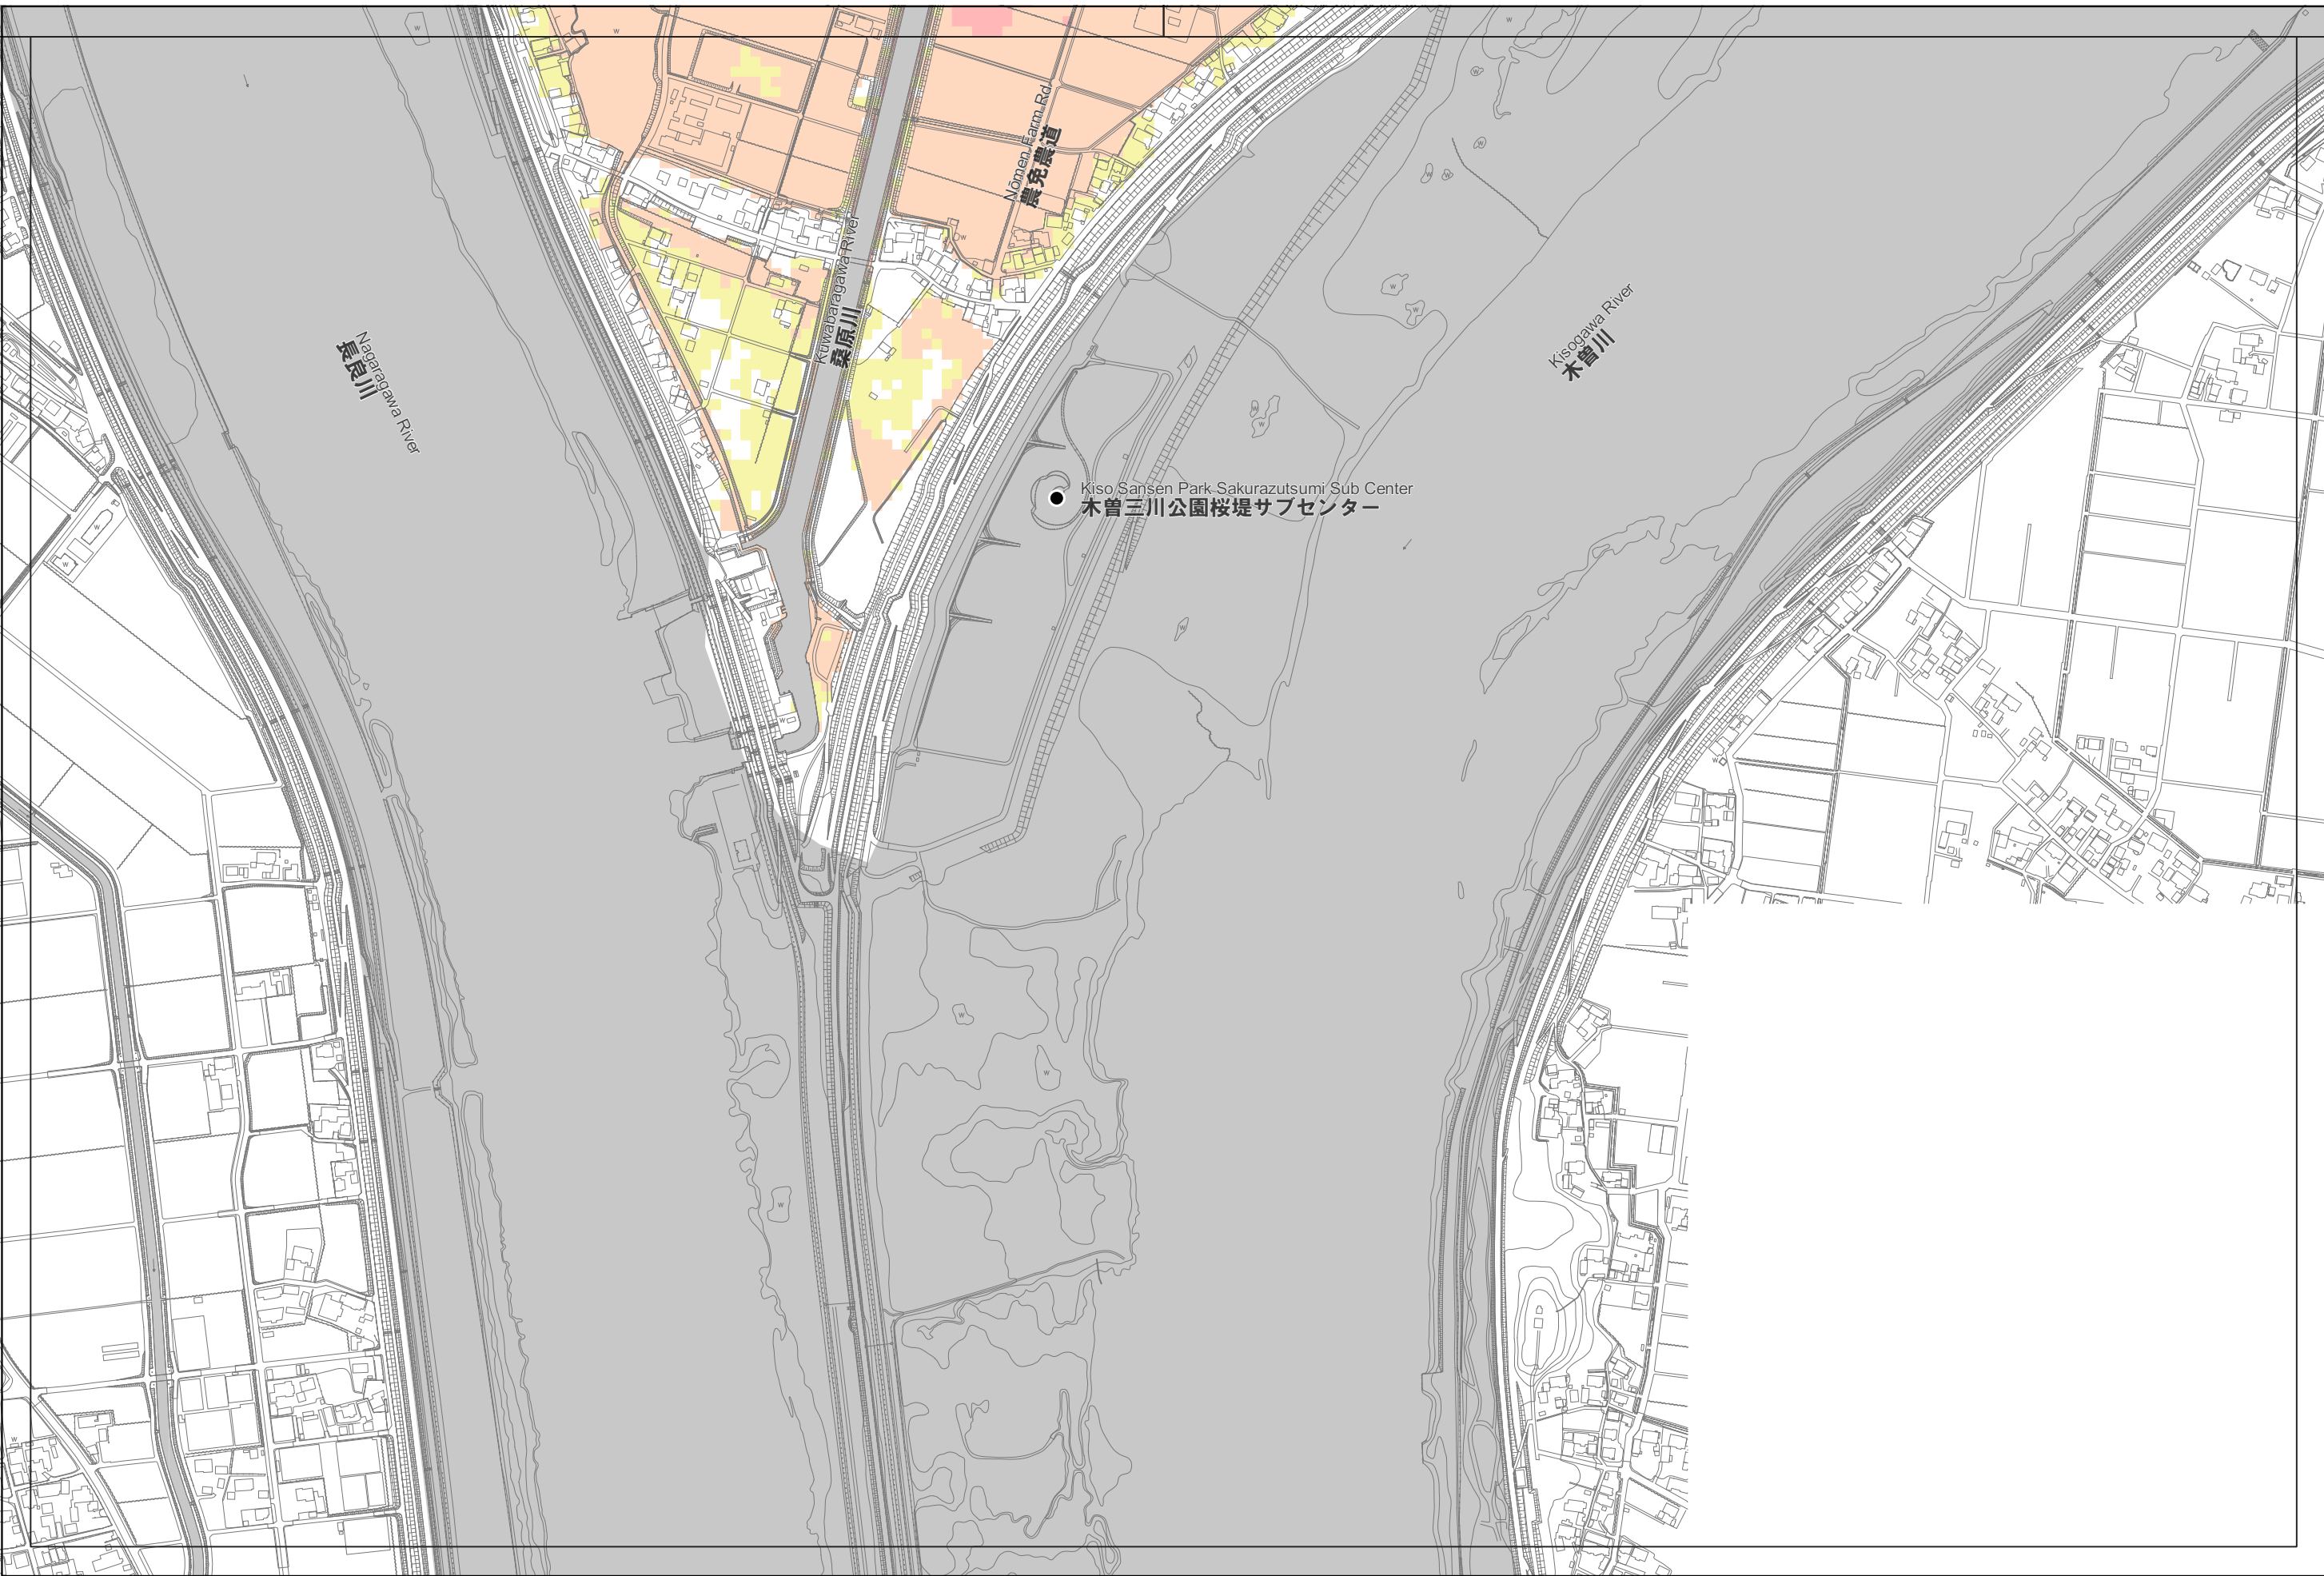 Nōmen Farm Rd.
農免農道
Kuwabaragawa River
桑原川
Nagaragawa River
長良川
Kisogawa River
木曽川
Kiso Sansen Park Sakurazutsumi Sub Center
木曽三川公園桜堤サブセンター